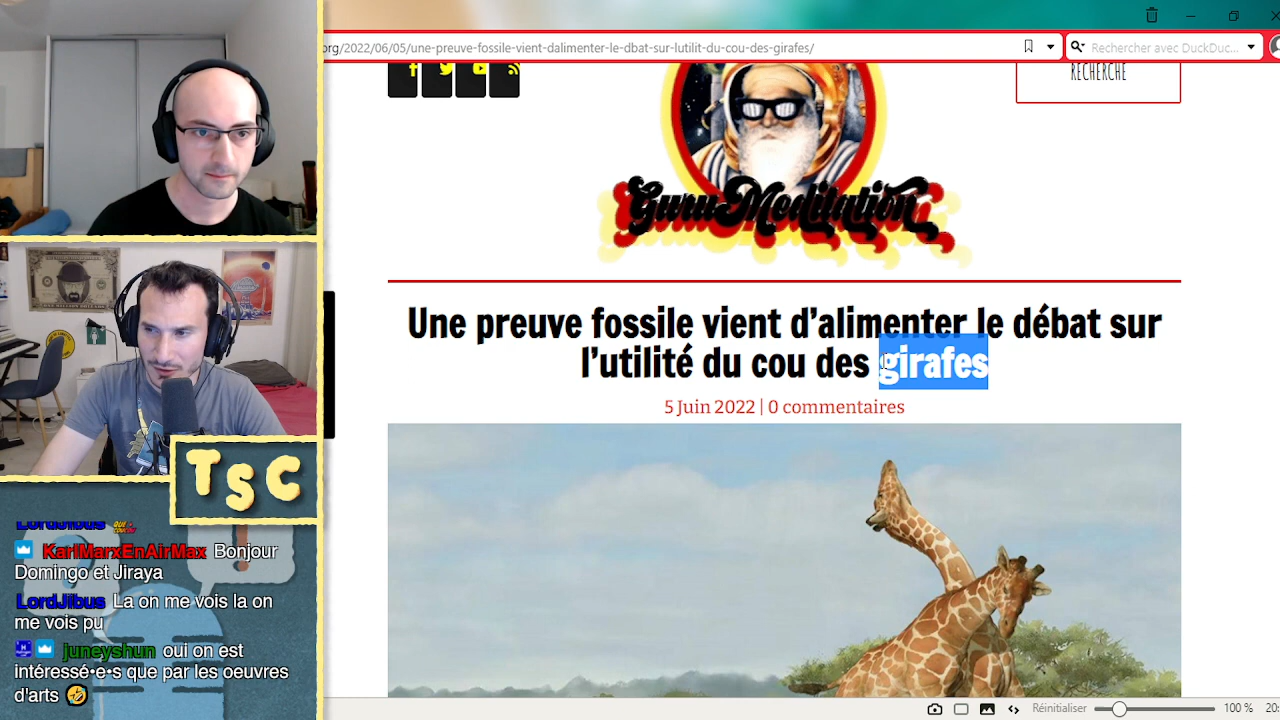 org/2022/06/05/une-preuve-fossile-vient-dalimenter-le-dbat-sur-lutilit-du-cou-des-girafes/
Rechercher avec DuckDuc...
RECHERCHE
GuruMeditation
Une preuve fossile vient d’alimenter le débat sur
l’utilité du cou des girafes
5 Juin 2022 | 0 commentaires
TSC
LordJibus
KarlMarxEnAirMax Bonjour
Domingo et Jiraya
LordJibus La on me vois la on
me vois pu
juneyshun oui on est
intéressé•e•s que par les oeuvres
d'arts
Réinitialiser
100 %
20: